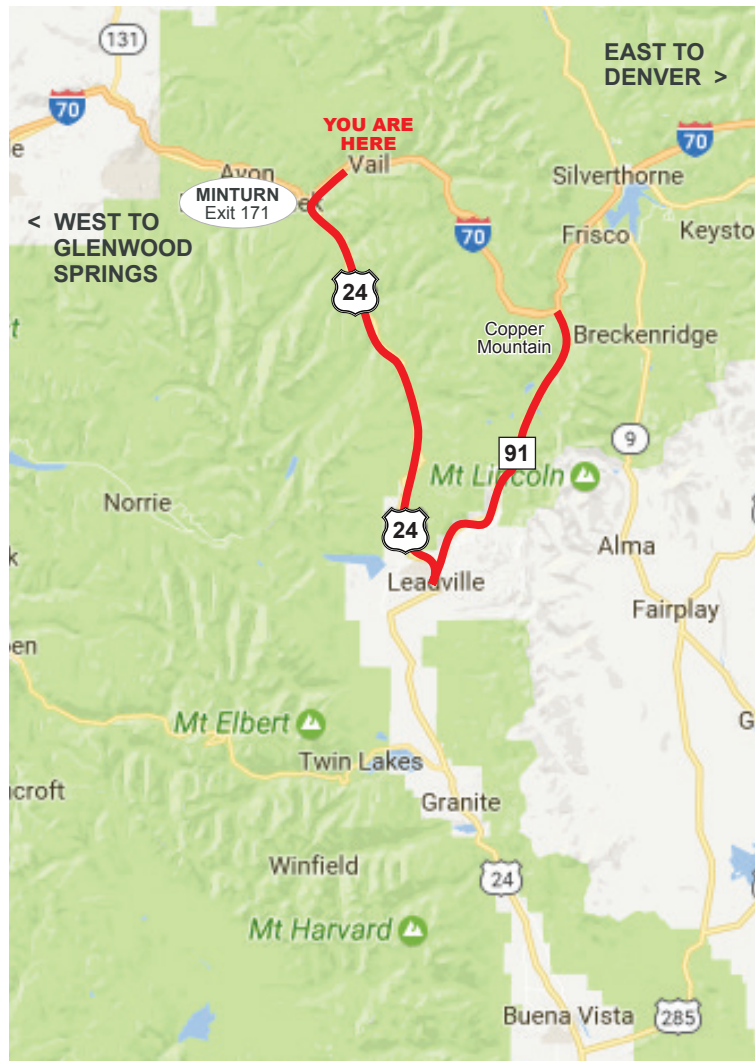 131
EAST TO
DENVER >
70
YOU ARE
HERE
70
Vail
Avon
Silverthorne
MINTURN
Exit 171
< WEST TO
GLENWOOD
SPRINGS
70
Frisco
Keysto
24
Copper
Mountain
Breckenridge
9
91
Mt Lincoln
Norrie
24
Alma
Leadville
Fairplay
Mt Elbert
Twin Lakes
croft
Granite
Winfield
24
Mt Harvard
Buena Vista
285